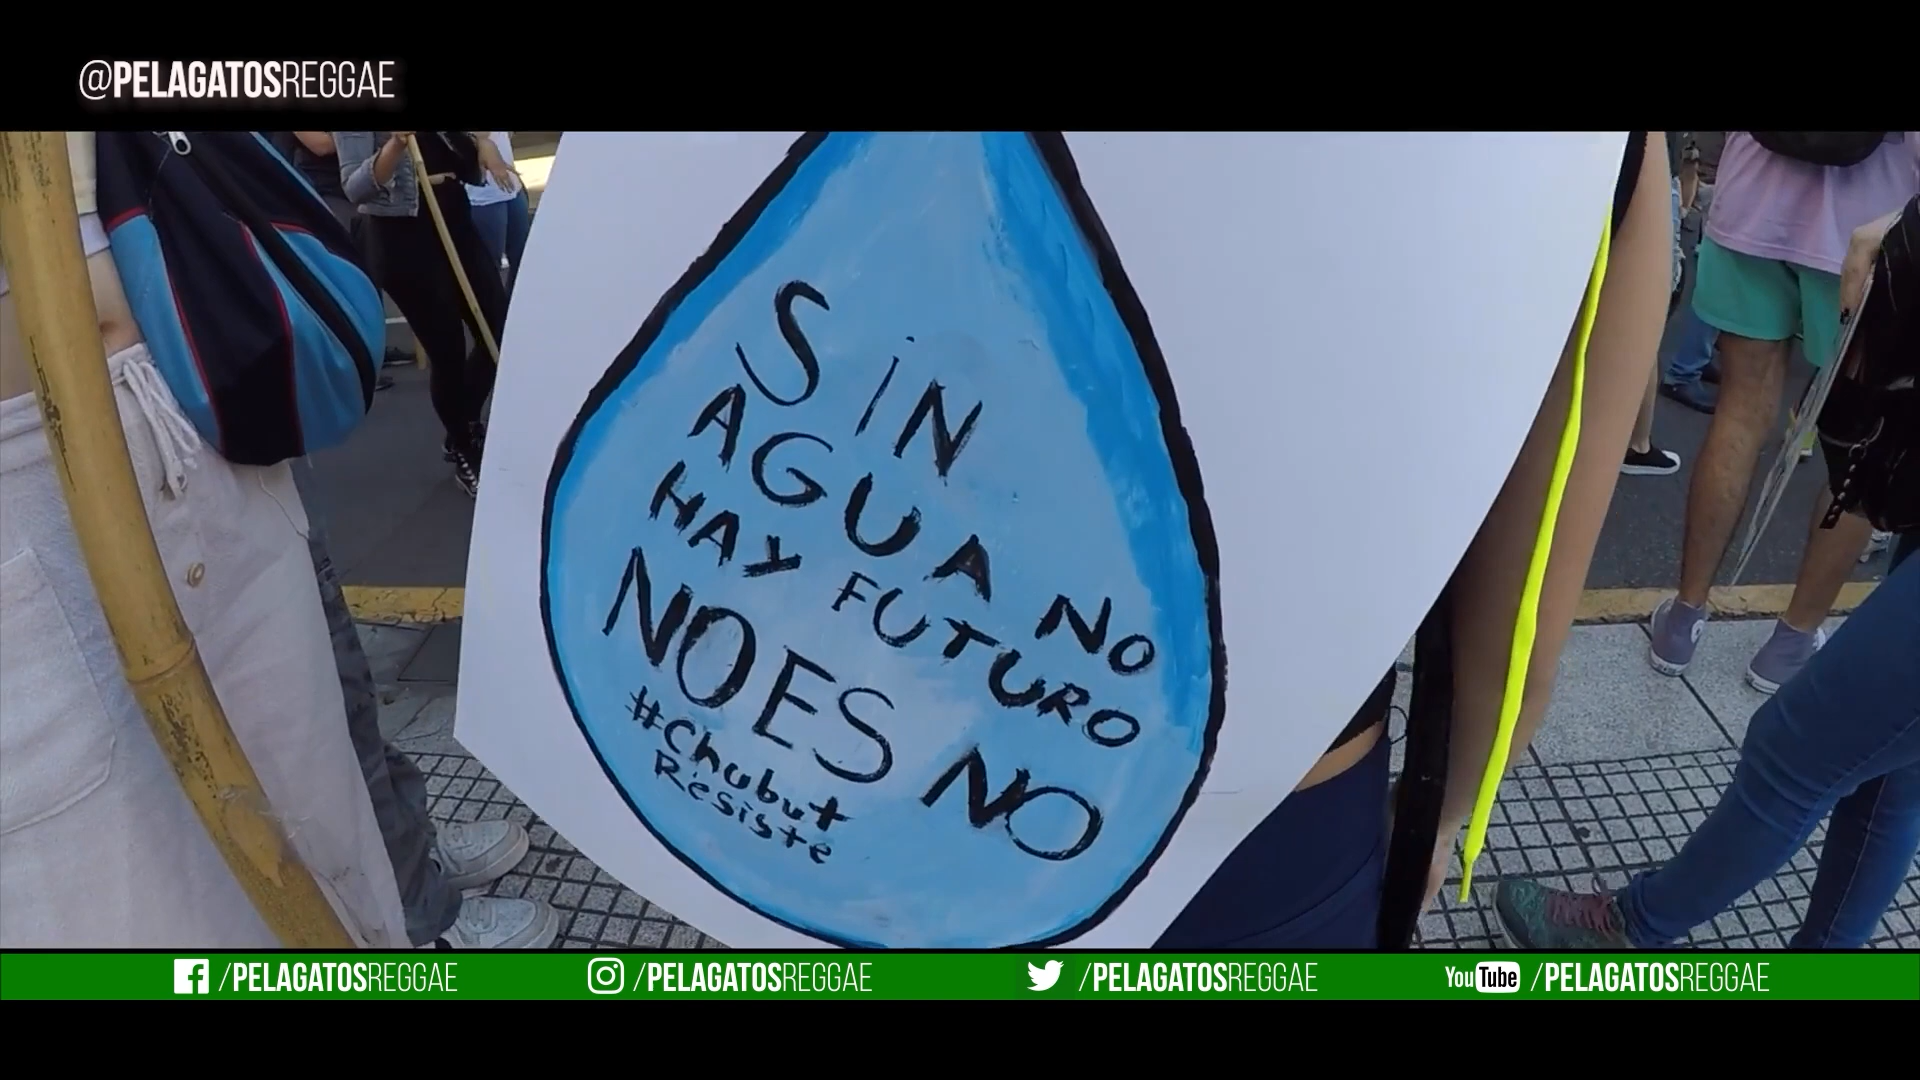 @PELAGATOSREGGAE
SiN
AGUA NO
HAY FUTURO
NO ES NO
#Chubut
Resiste
/PELAGATOSREGGAE
/PELAGATOSREGGAE
/PELAGATOSREGGAE
YouTube /PELAGATOSREGGAE